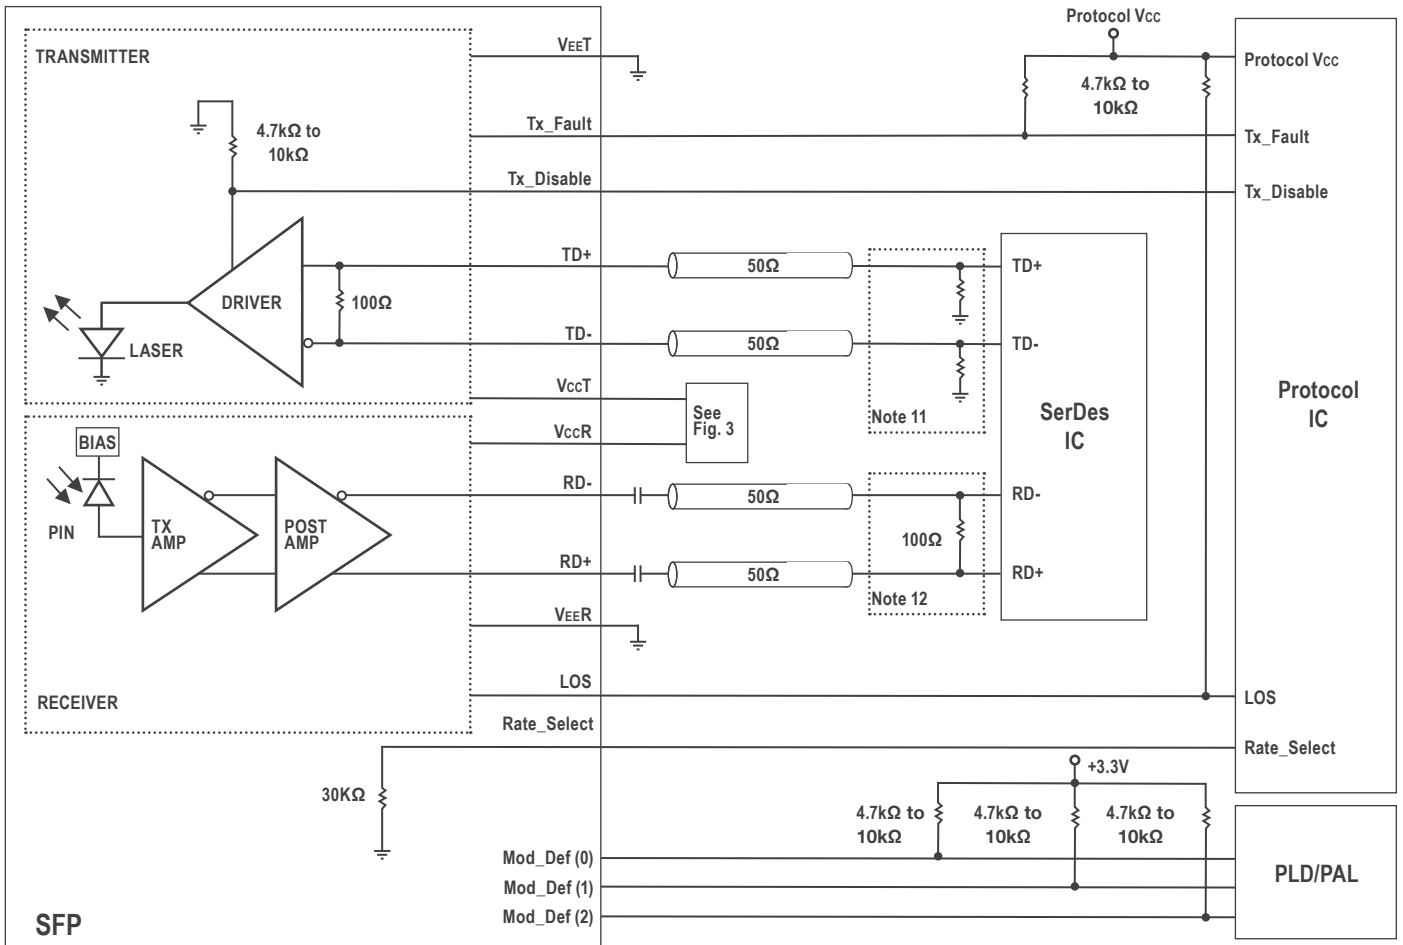 Protocol Vcc
TRANSMITTER
VEET
Protocol Vcc
4.7kΩ to
10kΩ
4.7kΩ to
10kΩ
Tx_Fault
Tx_Fault
Tx_Disable
Tx_Disable
TD+
50Ω
TD+
DRIVER
100Ω
LASER
TD-
50Ω
TD-
VccT
See
Fig. 3
Note 11
SerDes
IC
Protocol
IC
VccR
BIAS
RD-
50Ω
RD-
PIN
TX
AMP
POST
AMP
100Ω
RD+
50Ω
RD+
Note 12
VEER
LOS
LOS
RECEIVER
Rate_Select
Rate_Select
+3.3V
30KΩ
4.7kΩ to
10kΩ
4.7kΩ to
10kΩ
4.7kΩ to
10kΩ
Mod_Def (0)
Mod_Def (1)
Mod_Def (2)
PLD/PAL
SFP